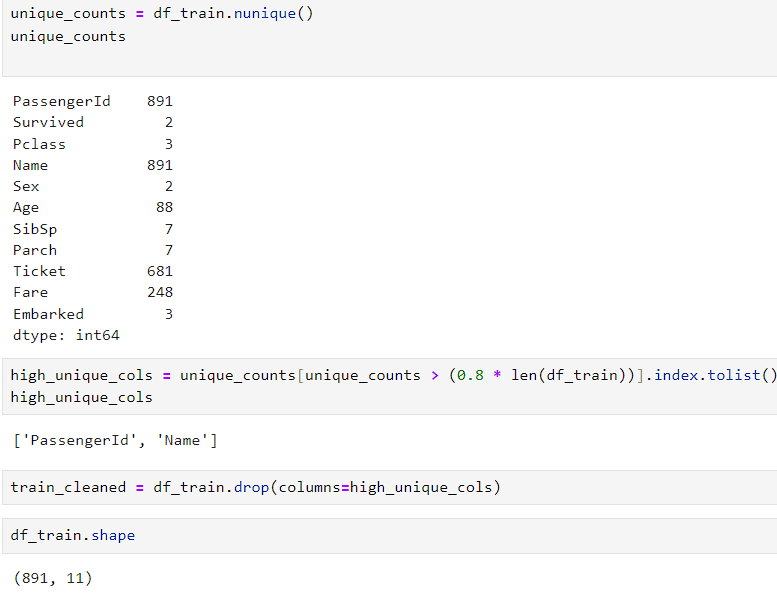 unique_counts = df_train.nunique()
unique_counts
PassengerId 891
Survived 2
Pclass 3
Name 891
Sex 2
Age 88
SibSp 7
Parch 7
Ticket 681
Fare 248
Embarked 3
dtype: int64
high_unique_cols = unique_counts[unique_counts > (0.8 * len(df_train))].index.tolist()
high_unique_cols
['PassengerId', 'Name']
train_cleaned = df_train.drop(columns=high_unique_cols)
df_train.shape
(891, 11)